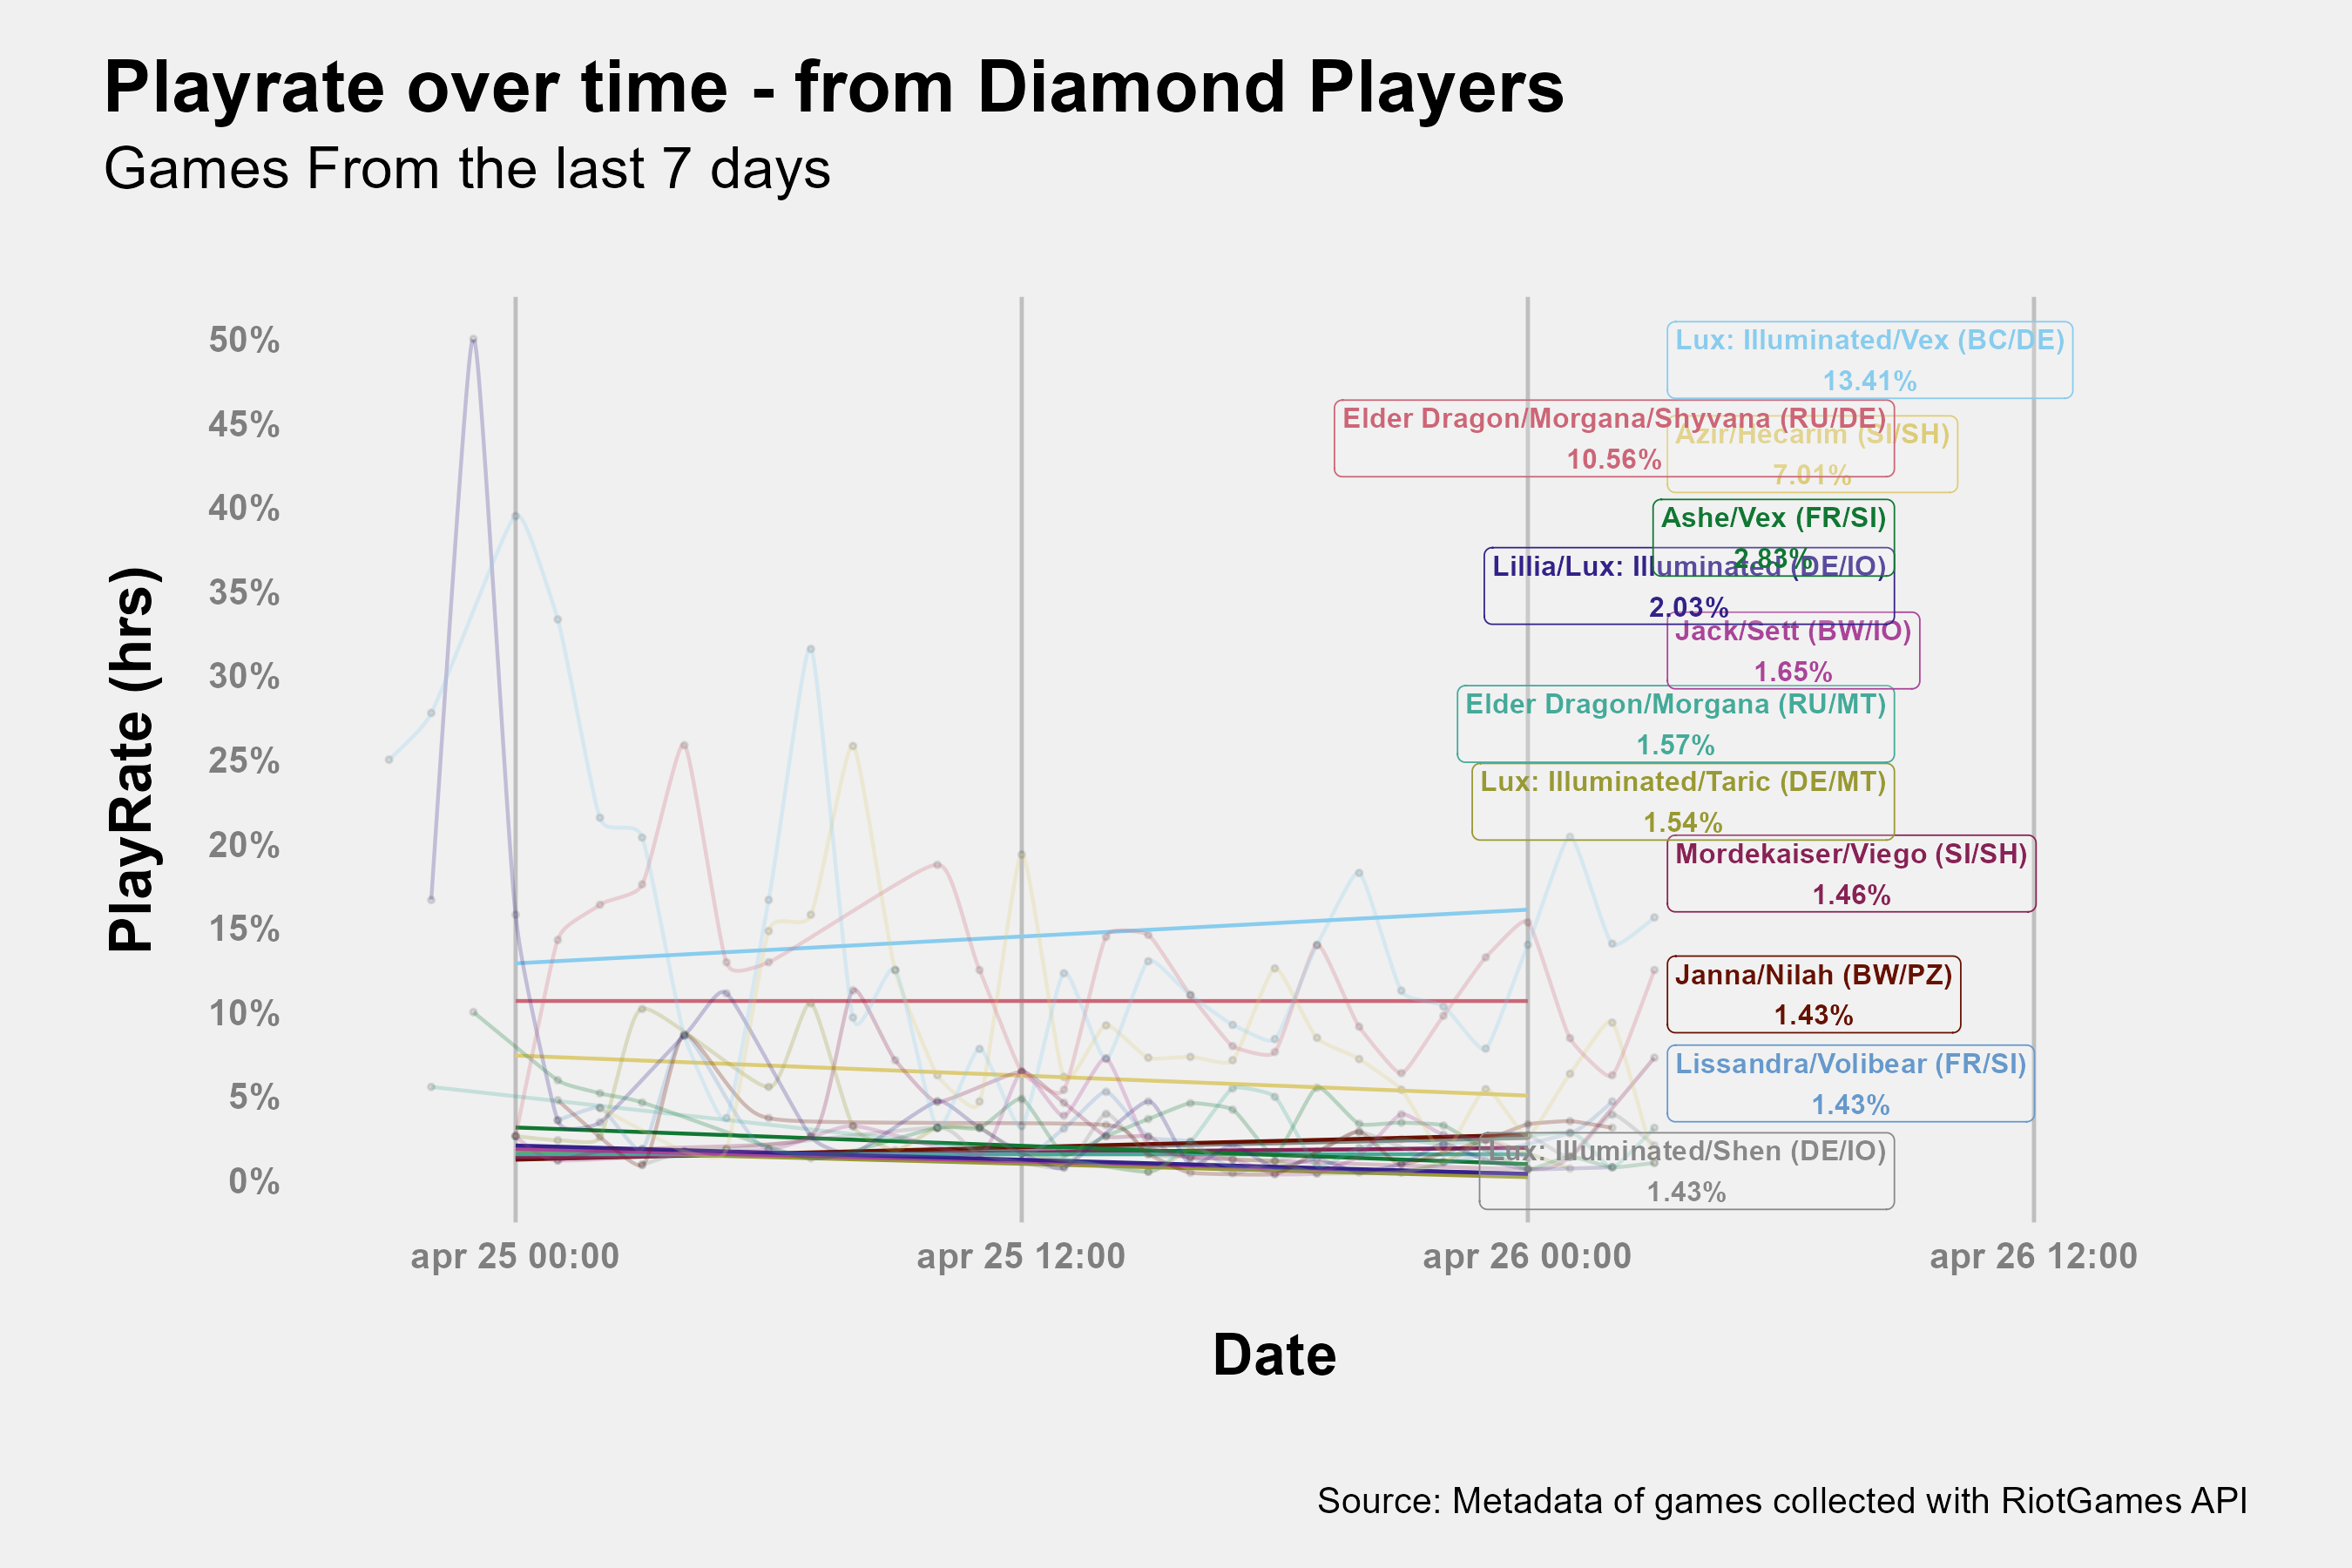 Playrate over time - from Diamond Players
Games From the last 7 days
PlayRate (hrs)
50%
45%
40%
35%
30%
25%
20%
15%
10%
5%
0%
Lux: Illuminated/Vex (BC/DE)
13.41%
Elder Dragon/Morgana/Shyvana (RU/DE)
10.56%
Azir/Hecarim (SI/SH)
7.01%
Ashe/Vex (FR/SI)
2.83%
Lillia/Lux: Illuminated (DE/IO)
2.03%
Jack/Sett (BW/IO)
1.65%
Elder Dragon/Morgana (RU/MT)
1.57%
Lux: Illuminated/Taric (DE/MT)
1.54%
Mordekaiser/Viego (SI/SH)
1.46%
Janna/Nilah (BW/PZ)
1.43%
Lissandra/Volibear (FR/SI)
1.43%
Lux: Illuminated/Shen (DE/IO)
1.43%
apr 25 00:00
apr 25 12:00
apr 26 00:00
apr 26 12:00
Date
Source: Metadata of games collected with RiotGames API